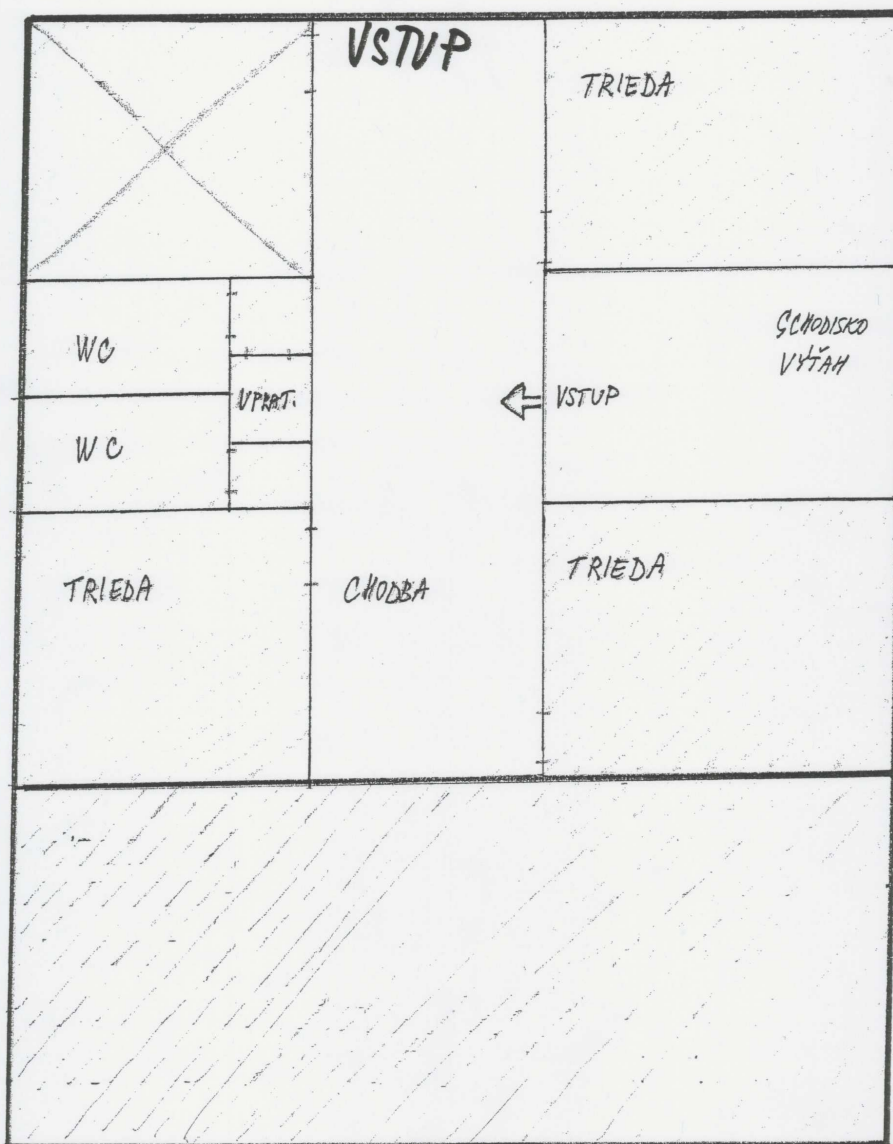 VSTUP
TRIEDA
SCHODISKO
VÝŤAH
WC
UPRAT.
VSTUP
WC
TRIEDA
CHODBA
TRIEDA